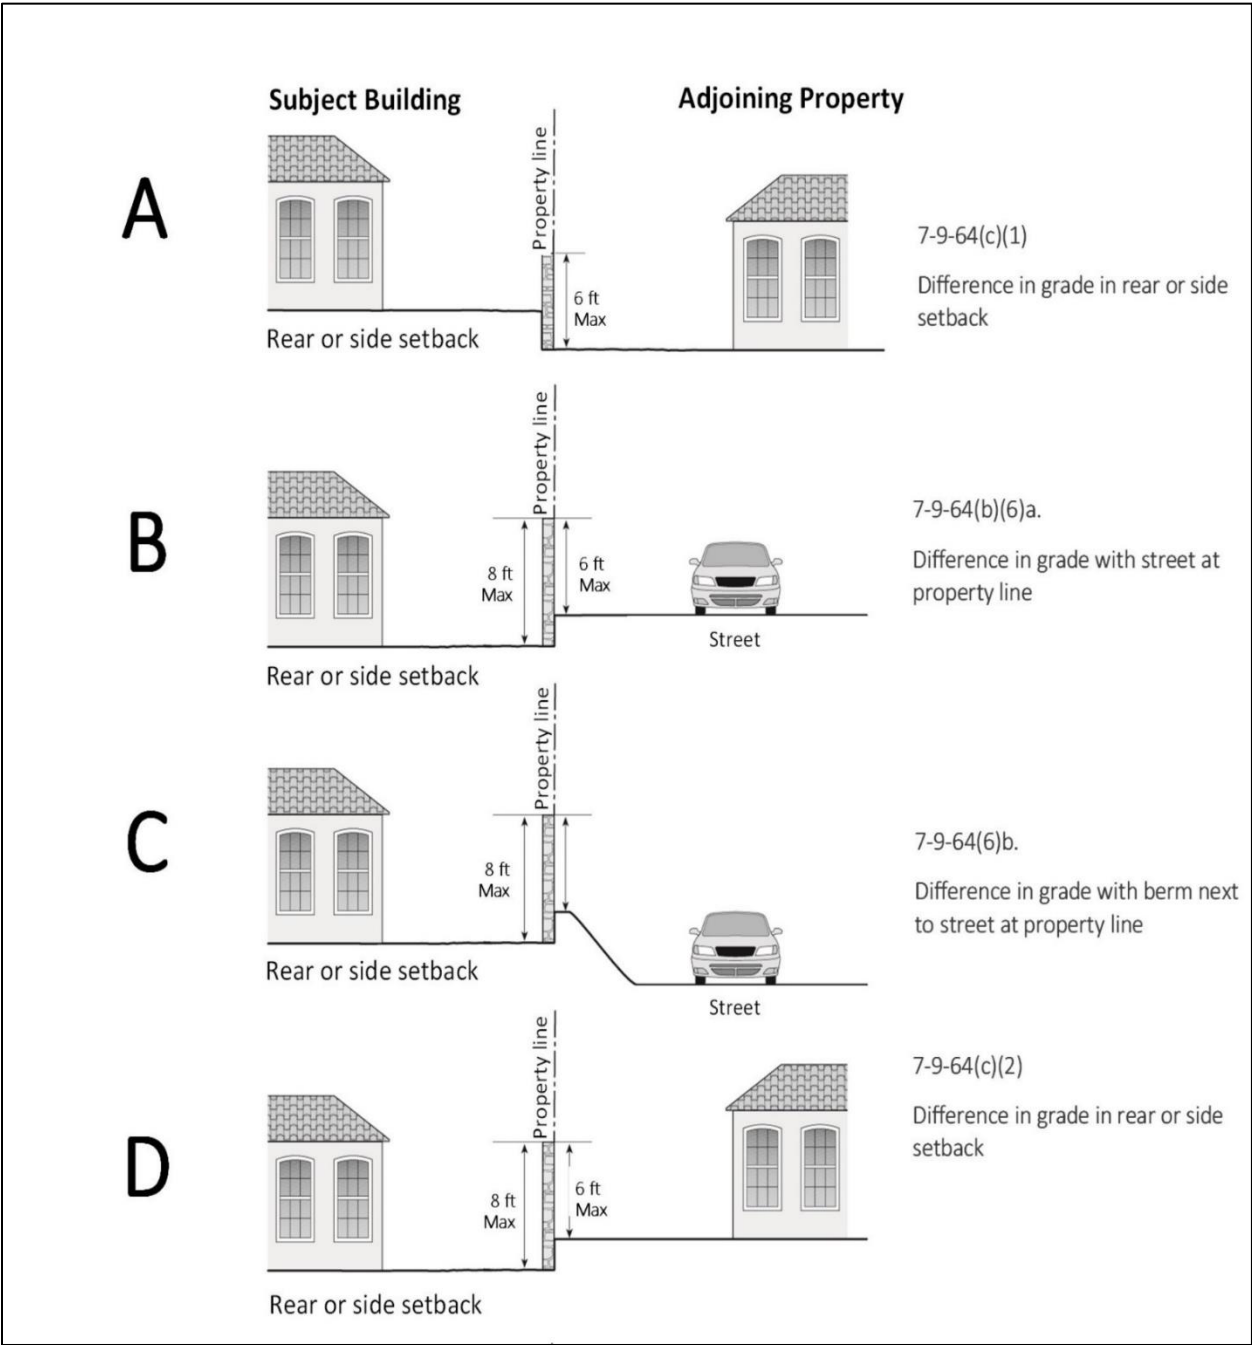 Subject Building
Adjoining Property
A
Property line
6 ft
Max
Rear or side setback
7-9-64(c)(1)
Difference in grade in rear or side
setback
B
Property line
8 ft
Max
6 ft
Max
Street
Rear or side setback
7-9-64(b)(6)a.
Difference in grade with street at
property line
C
Property line
8 ft
Max
Rear or side setback
Street
7-9-64(6)b.
Difference in grade with berm next
to street at property line
D
Property line
8 ft
Max
6 ft
Max
Rear or side setback
7-9-64(c)(2)
Difference in grade in rear or side
setback